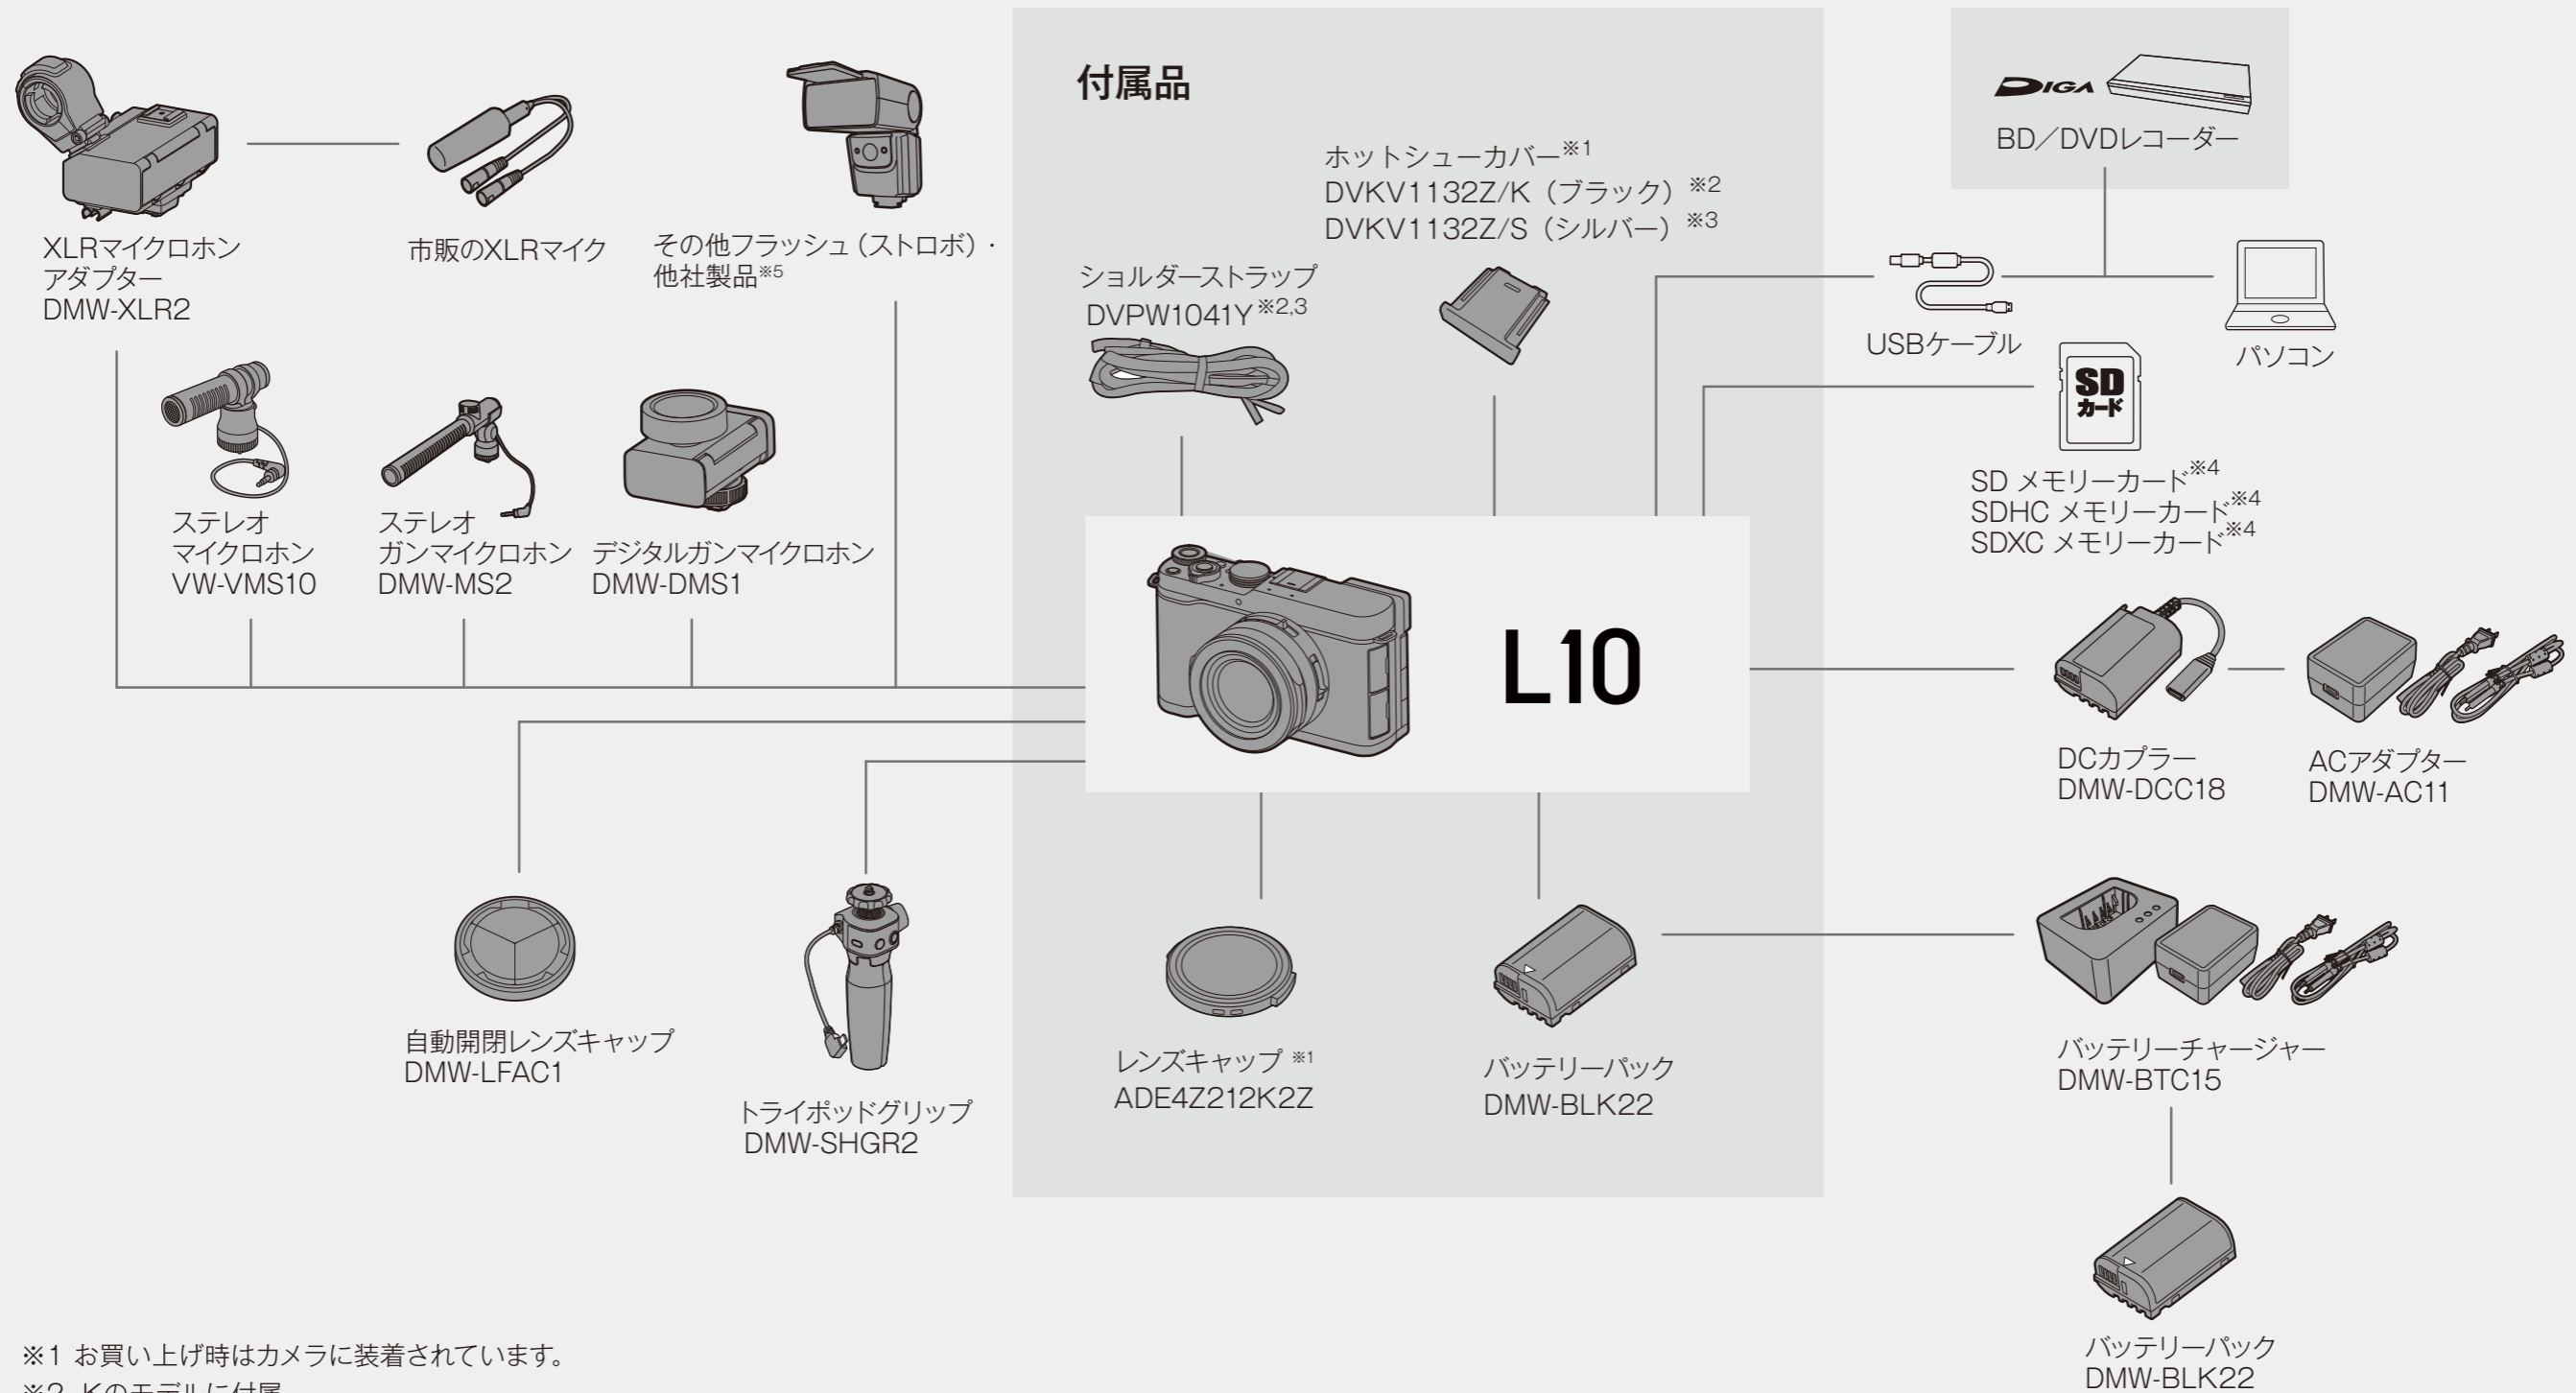 付属品
DIGA
BD／DVDレコーダー
ホットシューカバー※1
DVKV1132Z/K（ブラック）※2
DVKV1132Z/S（シルバー）※3
XLRマイクロホン
アダプター
DMW-XLR2
市販のXLRマイク
その他フラッシュ（ストロボ）・
他社製品※5
ショルダーストラップ
DVPW1041Y※2,3
USBケーブル
パソコン
SD
カード
SD メモリーカード※4
SDHC メモリーカード※4
SDXC メモリーカード※4
ステレオ
マイクロホン
VW-VMS10
ステレオ
ガンマイクロホン
DMW-MS2
デジタルガンマイクロホン
DMW-DMS1
L10
DCカプラー
DMW-DCC18
ACアダプター
DMW-AC11
自動開閉レンズキャップ
DMW-LFAC1
トライポッドグリップ
DMW-SHGR2
レンズキャップ ※1
ADE4Z212K2Z
バッテリーパック
DMW-BLK22
バッテリーチャージャー
DMW-BTC15
バッテリーパック
DMW-BLK22
※1 お買い上げ時はカメラに装着されています。
※2 Kのモデルに付属